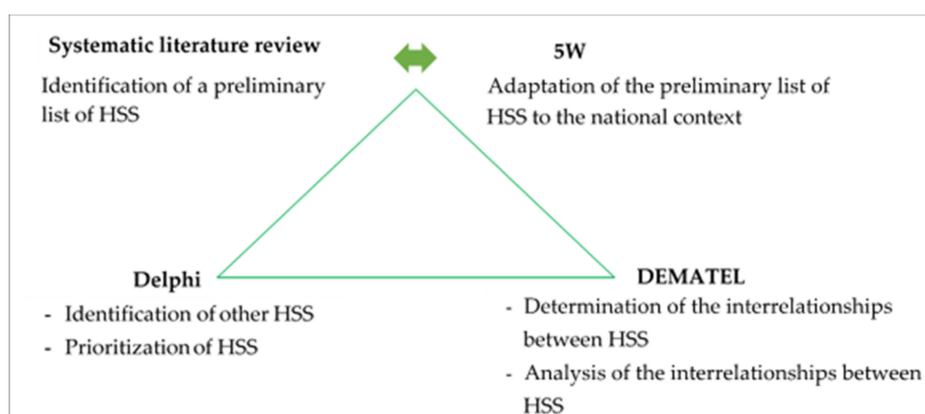 Systematic literature review
Identification of a preliminary
list of HSS
5W
Adaptation of the preliminary list of
HSS to the national context
Delphi
- Identification of other HSS
- Prioritization of HSS
DEMATEL
- Determination of the interrelationships
between HSS
- Analysis of the interrelationships between
HSS